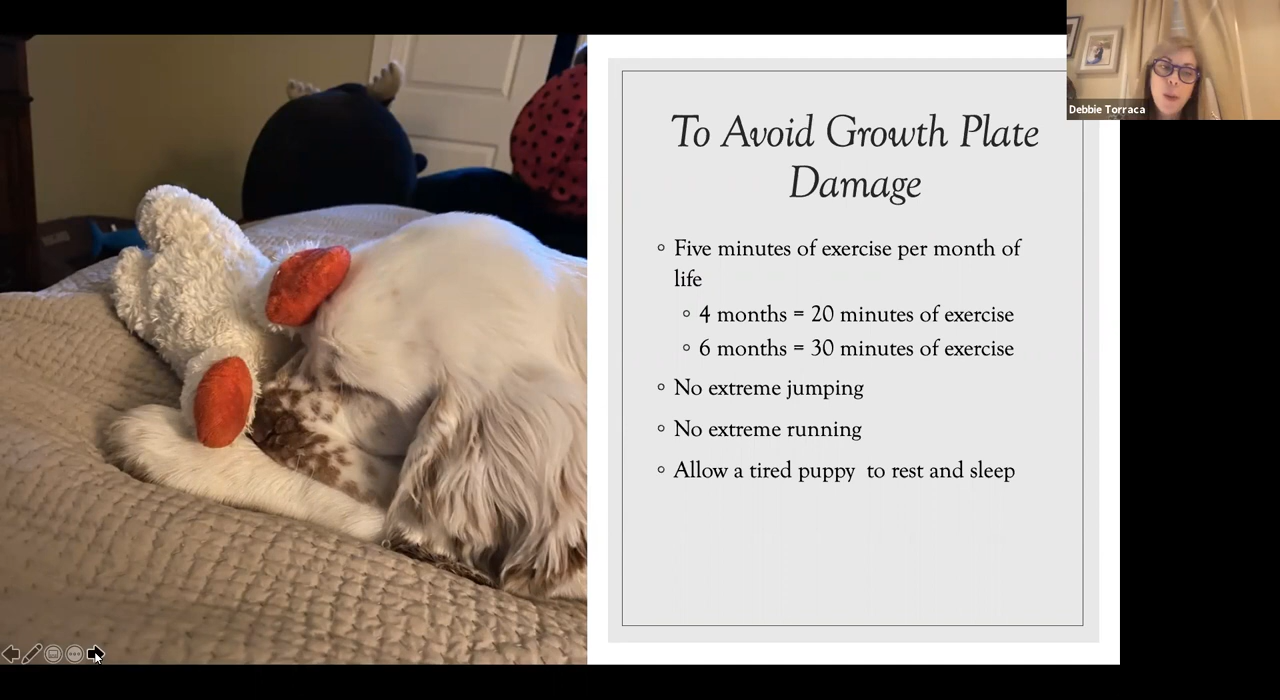 Debbie Torraca
To Avoid Growth Plate
Damage
Five minutes of exercise per month of
life
4 months = 20 minutes of exercise
6 months = 30 minutes of exercise
No extreme jumping
No extreme running
Allow a tired puppy to rest and sleep